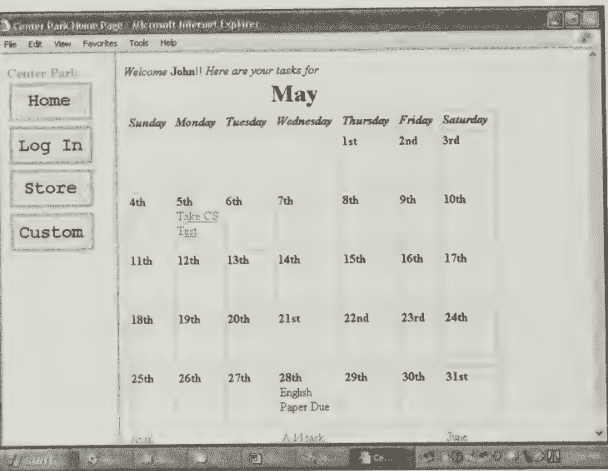 Center Park Home Page - Microsoft Internet Explorer
File Edit View Favorites Tools Help
Center Park
Home
Log In
Store
Custom
Welcome John!! Here are your tasks for
May
Sunday Monday Tuesday Wednesday Thursday Friday Saturday
1st 2nd 3rd
4th 5th 6th 7th 8th 9th 10th
Take CS
Test
11th 12th 13th 14th 15th 16th 17th
18th 19th 20th 21st 22nd 23rd 24th
25th 26th 27th 28th 29th 30th 31st
English
Paper Due
Add task June
start